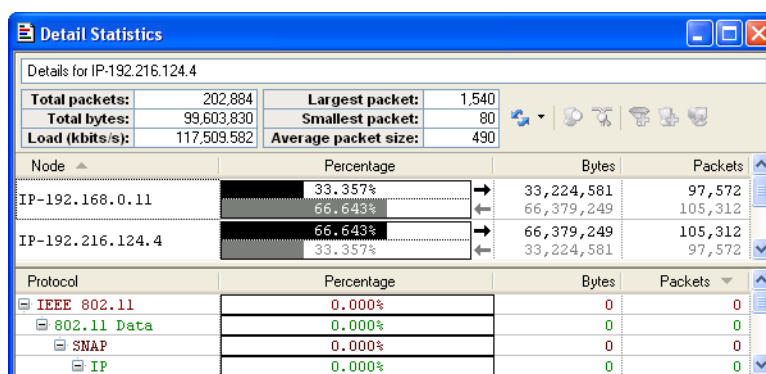 Detail Statistics
Details for IP-192.216.124.4
Total packets: 202,884 Largest packet: 1,540
Total bytes: 99,603,830 Smallest packet: 80
Load (kbits/s): 117,509.582 Average packet size: 490
Node Percentage Bytes Packets
IP-192.168.0.11 33.357% 33,224,581 97,572
66.643% 66,379,249 105,312
IP-192.216.124.4 66.643% 66,379,249 105,312
33.357% 33,224,581 97,572
Protocol Percentage Bytes Packets
IEEE 802.11 0.000% 0 0
802.11 Data 0.000% 0 0
SNAP 0.000% 0 0
IP 0.000% 0 0